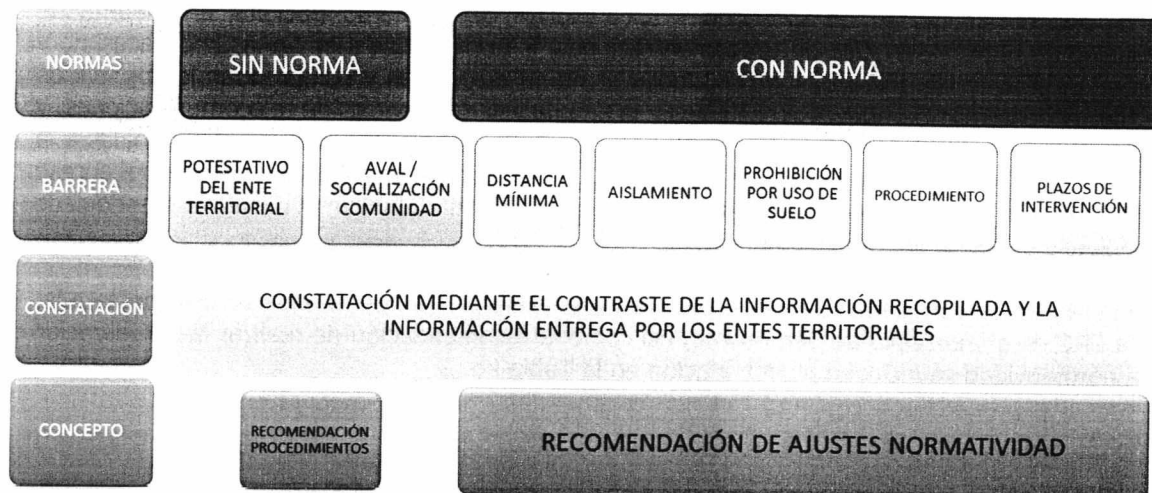 NORMAS
SIN NORMA
CON NORMA
BARRERA
POTESTATIVO
DEL ENTE
TERRITORIAL
AVAL /
SOCIALIZACIÓN
COMUNIDAD
DISTANCIA
MÍNIMA
AISLAMIENTO
PROHIBICIÓN
POR USO DE
SUELO
PROCEDIMIENTO
PLAZOS DE
INTERVENCIÓN
CONSTATACIÓN
CONSTATACIÓN MEDIANTE EL CONTRASTE DE LA INFORMACIÓN RECOPILADA Y LA
INFORMACIÓN ENTREGA POR LOS ENTES TERRITORIALES
CONCEPTO
RECOMENDACIÓN
PROCEDIMIENTOS
RECOMENDACIÓN DE AJUSTES NORMATIVIDAD